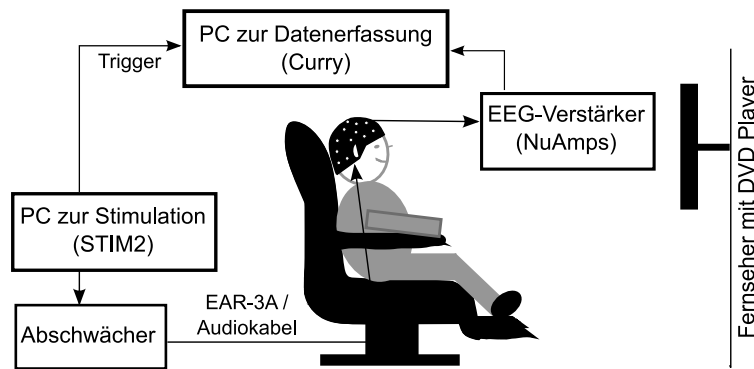 PC zur Datenerfassung
(Curry)
Trigger
EEG-Verstärker
(NuAmps)
PC zur Stimulation
(STIM2)
EAR-3A /
Audiokabel
Abschwächer
Fernseher mit DVD Player